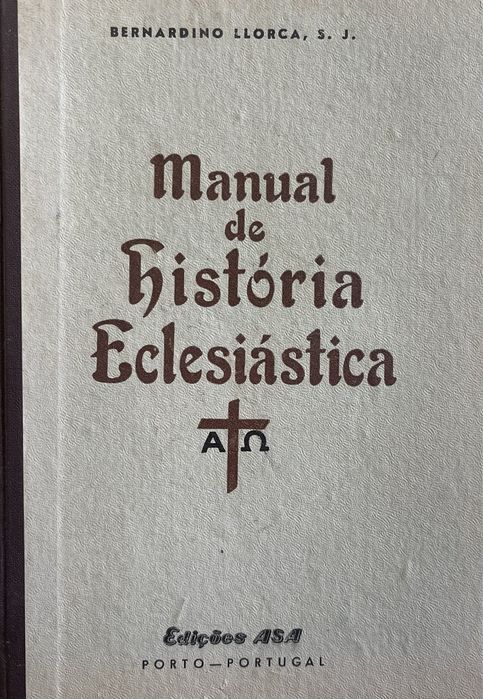 BERNARDINO LLORCA, S. J.
Manual
de
história
Eclesiástica
Α Ω
Edições ASA
PORTO—PORTUGAL